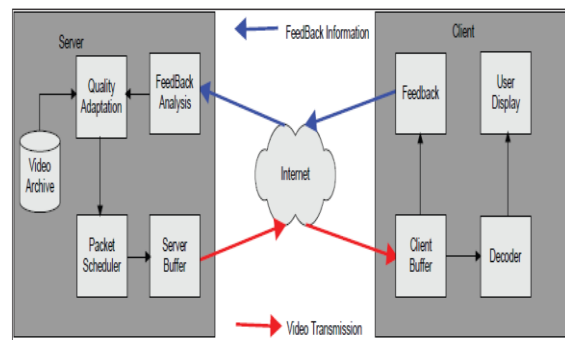 FeedBack Information
Server
Client
Quality
Adaptation
FeedBack
Analysis
Feedback
User
Display
Video
Archive
Internet
Packet
Scheduler
Server
Buffer
Client
Buffer
Decoder
Video Transmission